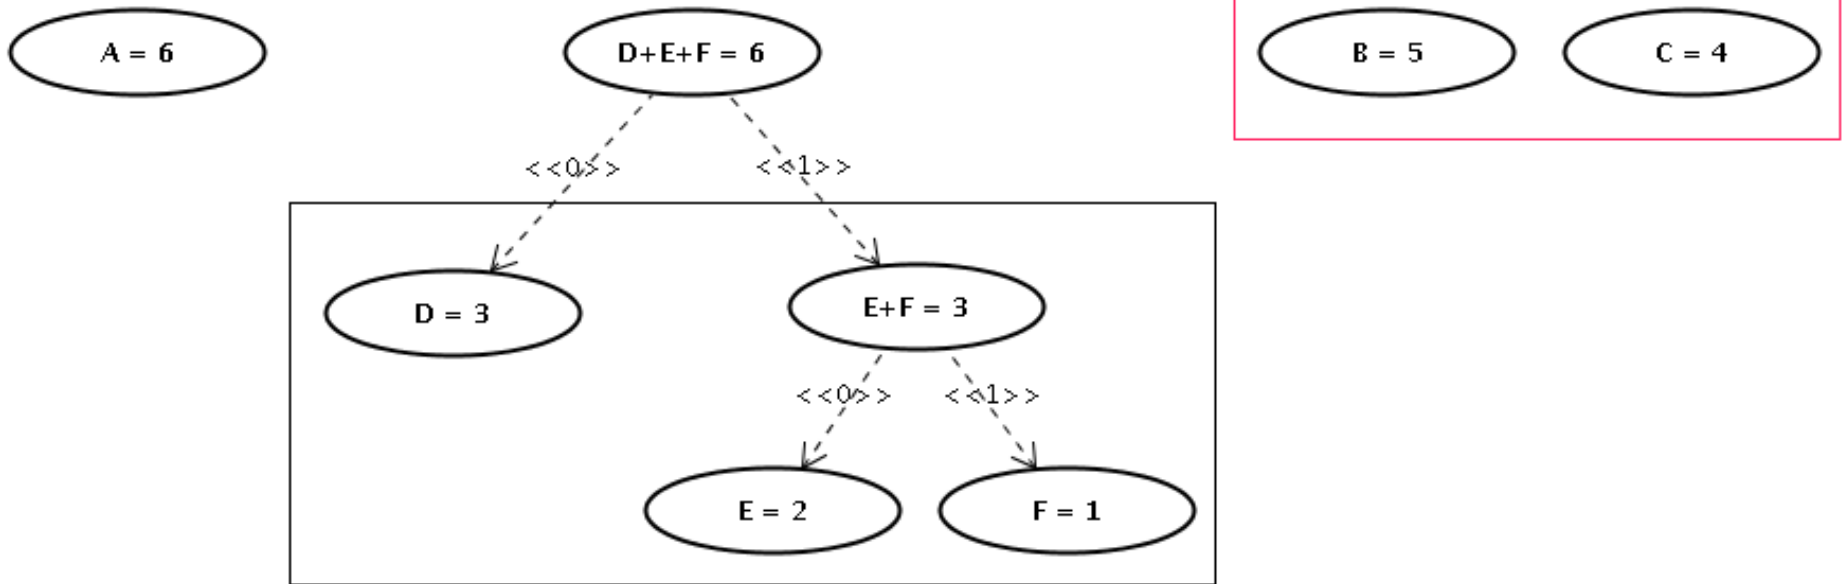 A = 6
D+E+F = 6
B = 5
C = 4
<<0>>
<<1>>
D = 3
E+F = 3
<<0>>
<<1>>
E = 2
F = 1